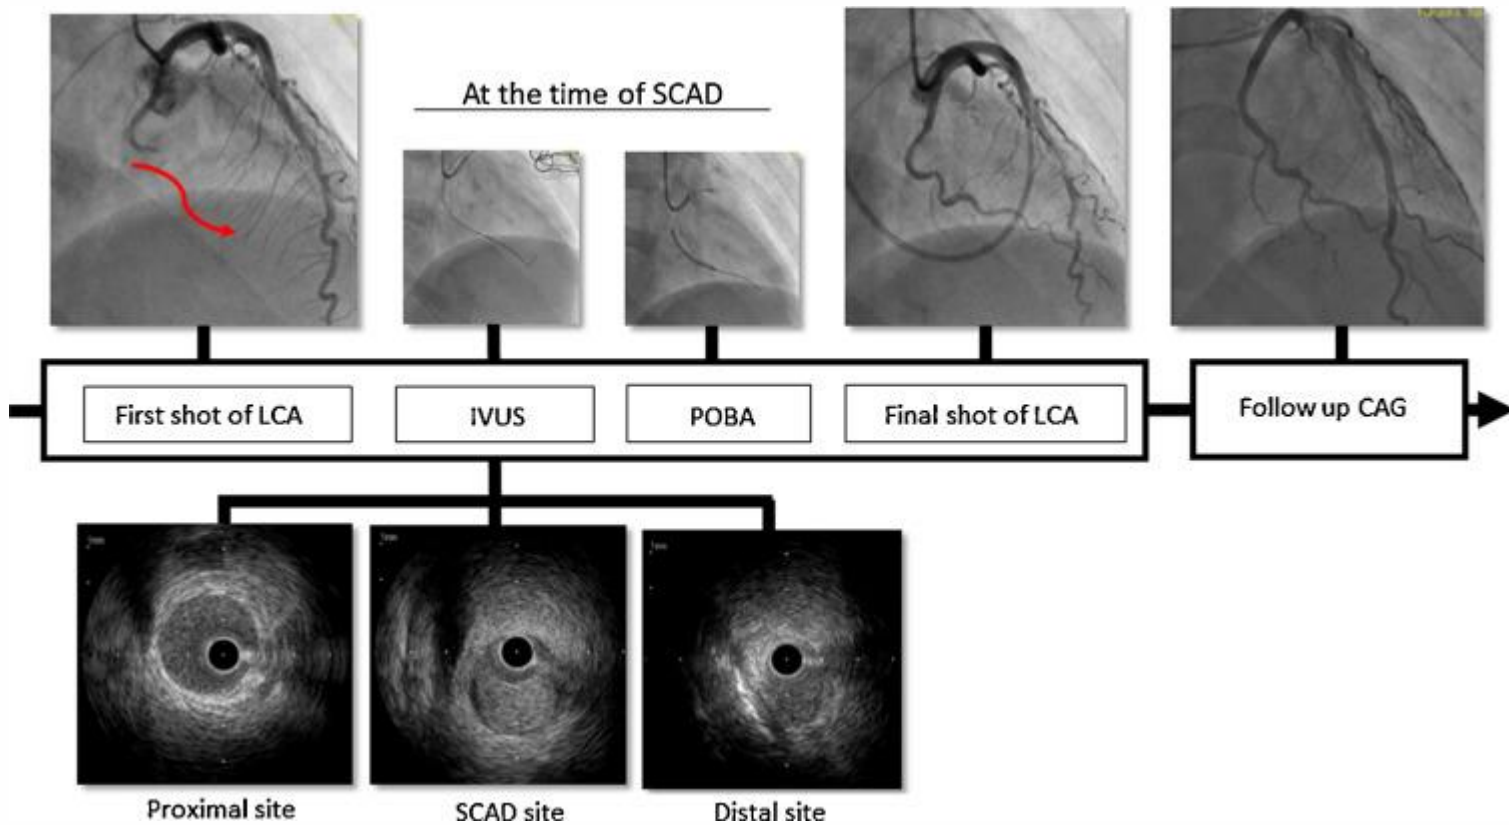 At the time of SCAD
First shot of LCA
IVUS
POBA
Final shot of LCA
Follow up CAG
Proximal site
SCAD site
Distal site